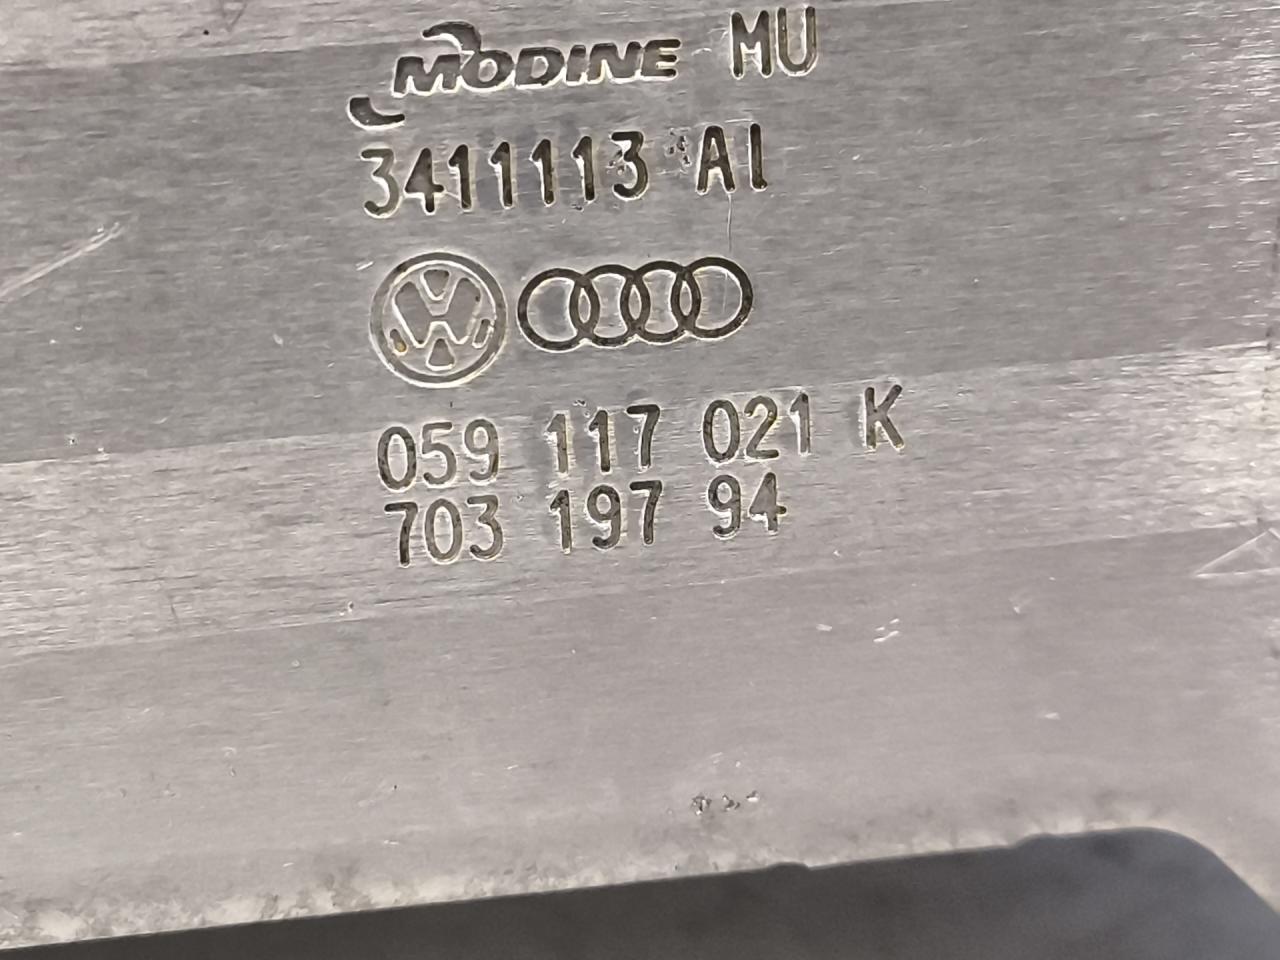 MODINE MU
3411113 AI
059 117 021 K
703 197 94